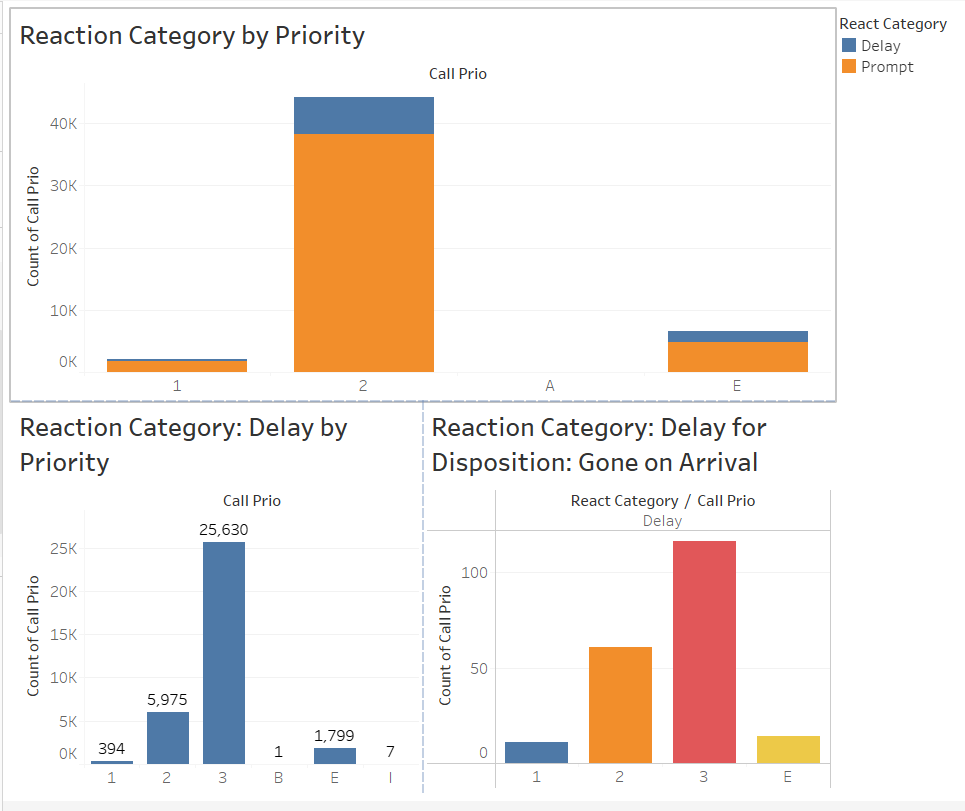 Reaction Category by Priority
React Category
Delay
Prompt
Call Prio
Count of Call Prio
40K
30K
20K
10K
0K
1
2
A
E
Reaction Category: Delay by
Priority
Call Prio
Count of Call Prio
25K
20K
15K
10K
5K
0K
394
5,975
25,630
1
1,799
7
1
2
3
B
E
I
Reaction Category: Delay for
Disposition: Gone on Arrival
React Category / Call Prio
Delay
Count of Call Prio
100
50
0
1
2
3
E